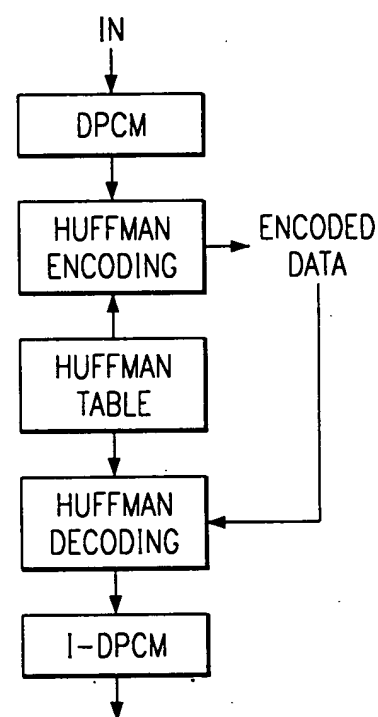 IN
DPCM
HUFFMAN
ENCODING
ENCODED
DATA
HUFFMAN
TABLE
HUFFMAN
DECODING
I-DPCM